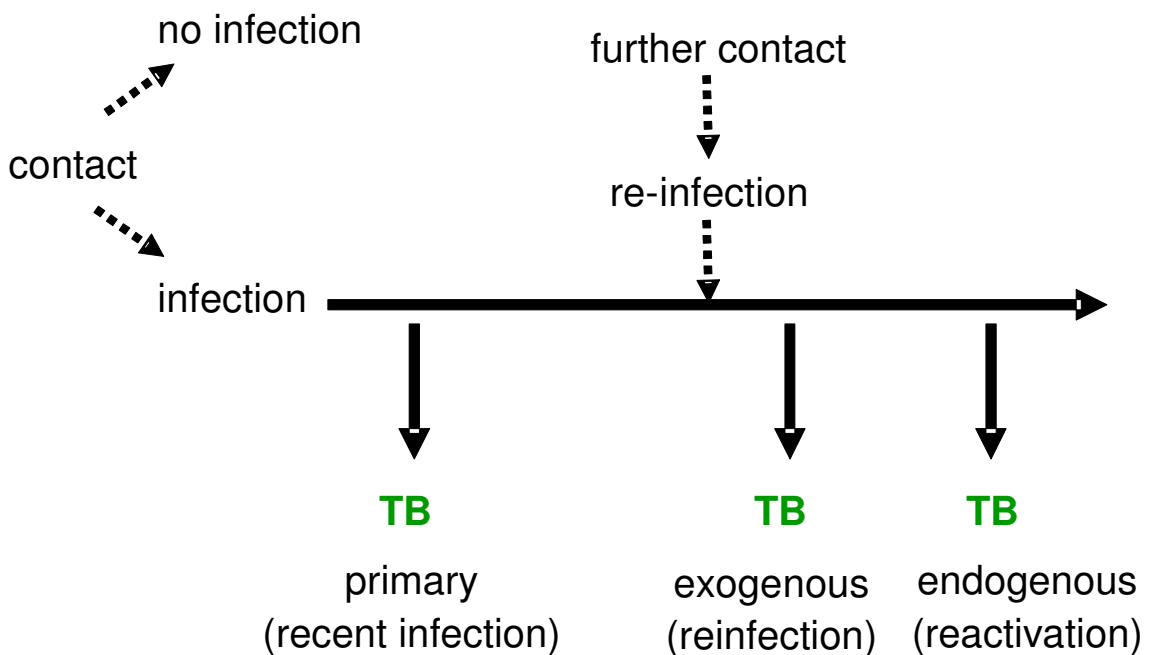 no infection
further contact
contact
re-infection
infection
TB
TB
TB
primary
(recent infection)
exogenous
(reinfection)
endogenous
(reactivation)